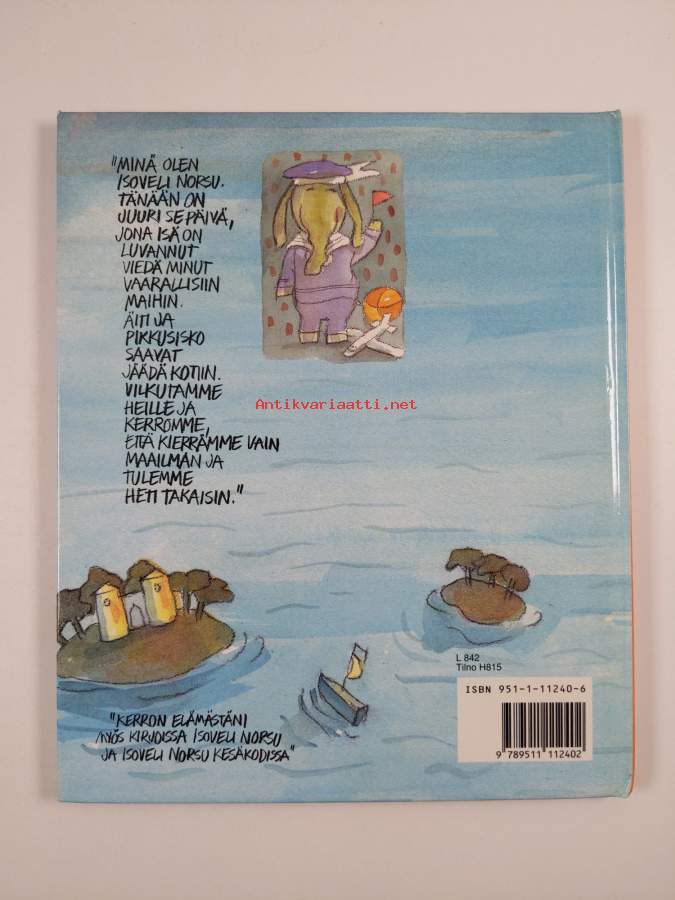 "MINÄ OLEN
ISOVELI NORSU.
TÄNÄÄN ON
JUURI SE PÄIVÄ,
JONA ISÄ ON
LUVANNUT
VIEDÄ MINUT
VAARALLISIIN
MAIHIN.
ÄITI JA
PIKKUSISKO
SAAVAT
JÄÄDÄ KOTIIN.
VILKUTAMME
HEILLE JA
KERROMME,
ETTÄ KIERRÄMME VAIN
MAAILMAN JA
TULEMME
HETI TAKAISIN."
Antikvariaatti.net
L 842
Tilno H815
ISBN 951-1-11240-6
9 789511 112402
"KERRON ELÄMÄSTÄNI
MYÖS KIRJOISSA ISOVELI NORSU
JA ISOVELI NORSU KESÄKODISSA"